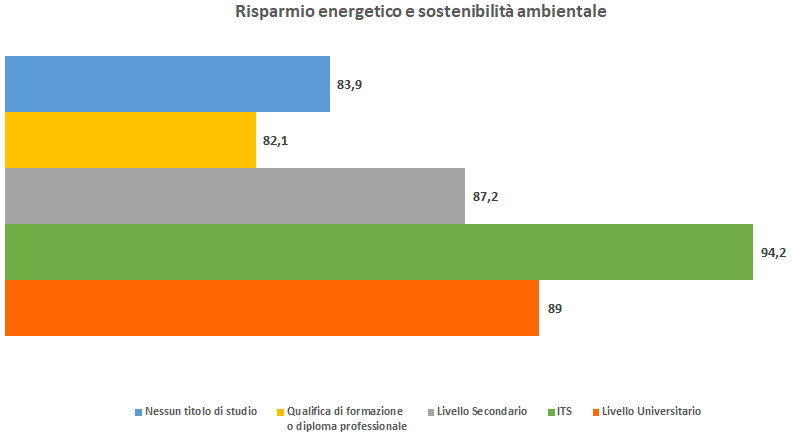 Risparmio energetico e sostenibilità ambientale
83,9
82,1
87,2
94,2
89
Nessun titolo di studio
Qualifica di formazione
o diploma professionale
Livello Secondario
ITS
Livello Universitario